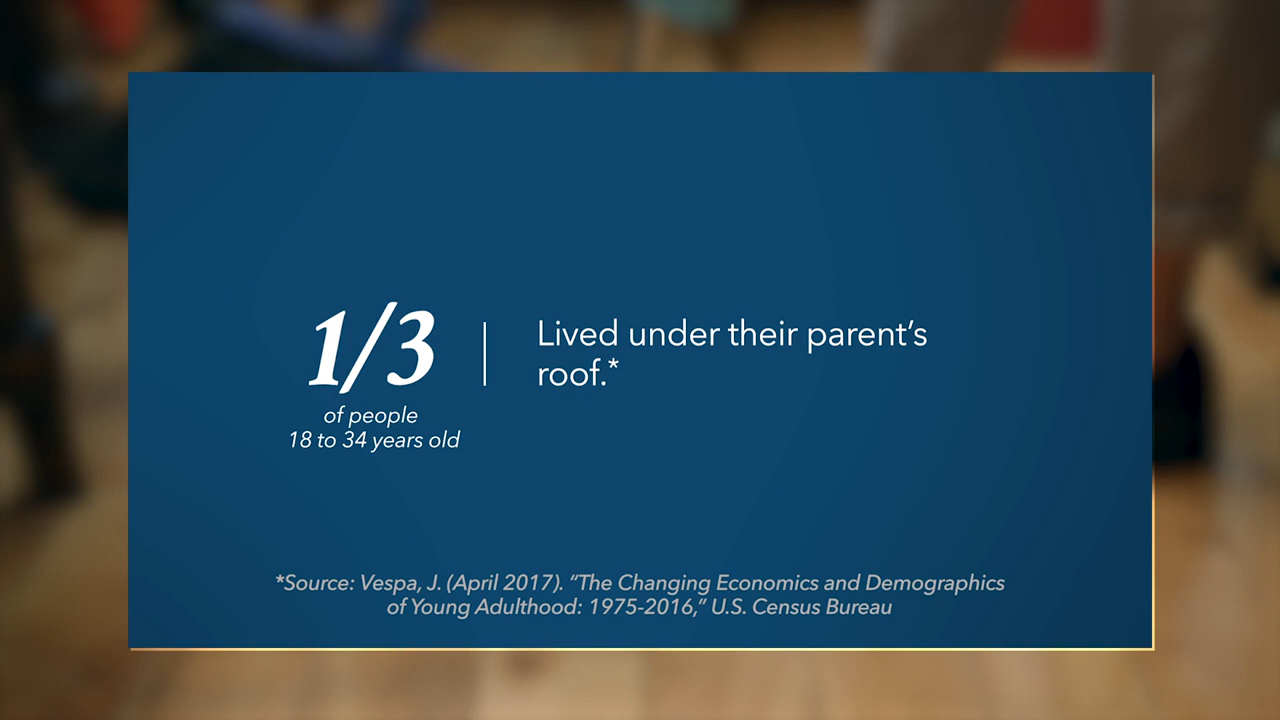 1/3
of people
18 to 34 years old
Lived under their parent’s
roof.*
*Source: Vespa, J. (April 2017). “The Changing Economics and Demographics
of Young Adulthood: 1975-2016,” U.S. Census Bureau